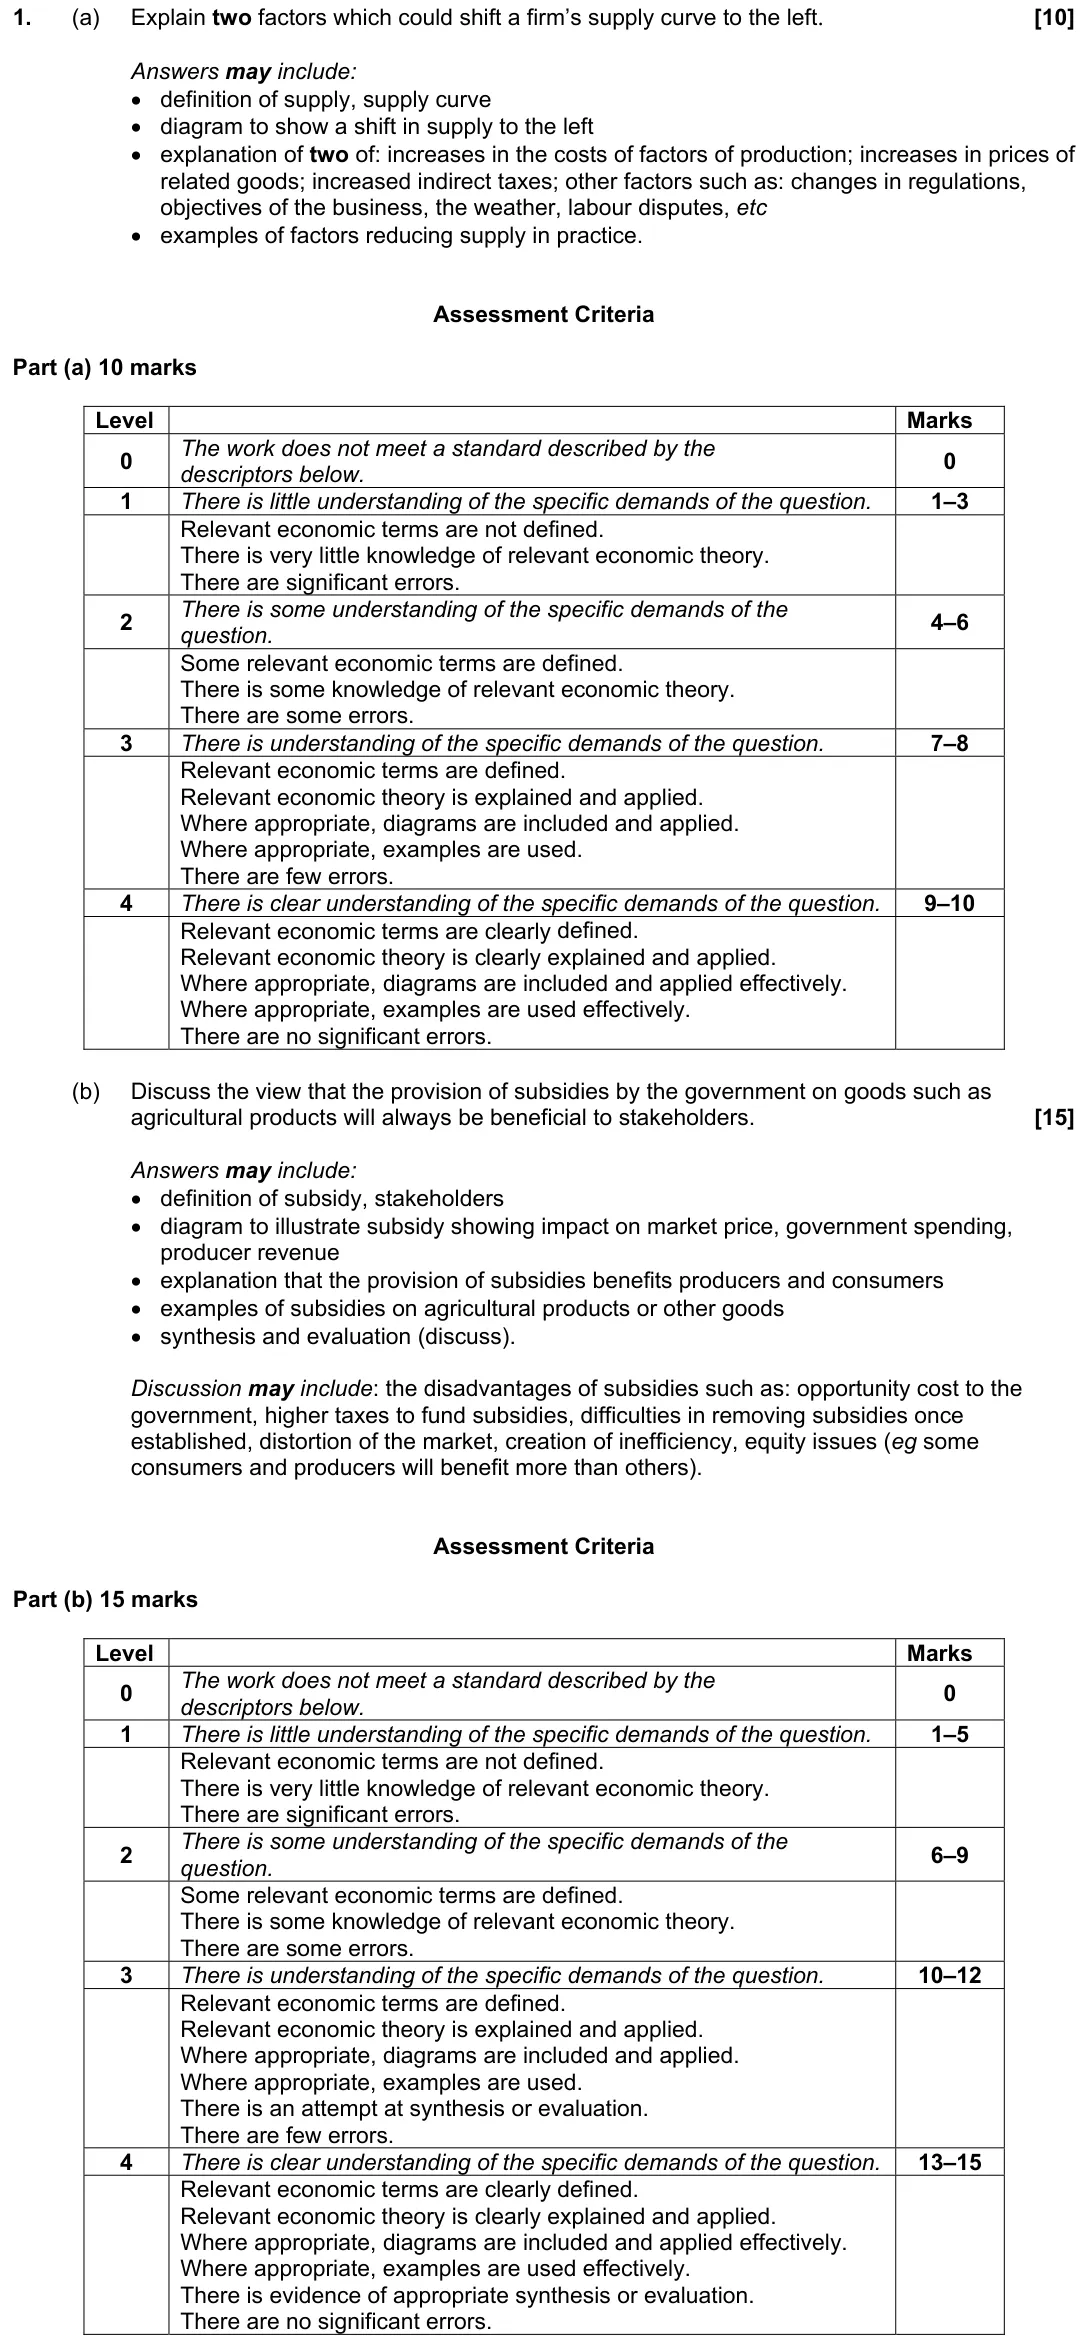 1. (a) Explain two factors which could shift a firm's supply curve to the left. [10]
Answers may include:
• definition of supply, supply curve
• diagram to show a shift in supply to the left
• explanation of two of: increases in the costs of factors of production; increases in prices of
related goods; increased indirect taxes; other factors such as: changes in regulations,
objectives of the business, the weather, labour disputes, etc
• examples of factors reducing supply in practice.
Assessment Criteria
Part (a) 10 marks
Level Marks
0 The work does not meet a standard described by the
descriptors below. 0
1 There is little understanding of the specific demands of the question. 1–3
Relevant economic terms are not defined.
There is very little knowledge of relevant economic theory.
There are significant errors.
2 There is some understanding of the specific demands of the
question. 4–6
Some relevant economic terms are defined.
There is some knowledge of relevant economic theory.
There are some errors.
3 There is understanding of the specific demands of the question. 7–8
Relevant economic terms are defined.
Relevant economic theory is explained and applied.
Where appropriate, diagrams are included and applied.
Where appropriate, examples are used.
There are few errors.
4 There is clear understanding of the specific demands of the question. 9–10
Relevant economic terms are clearly defined.
Relevant economic theory is clearly explained and applied.
Where appropriate, diagrams are included and applied effectively.
Where appropriate, examples are used effectively.
There are no significant errors.
(b) Discuss the view that the provision of subsidies by the government on goods such as
agricultural products will always be beneficial to stakeholders. [15]
Answers may include:
• definition of subsidy, stakeholders
• diagram to illustrate subsidy showing impact on market price, government spending,
producer revenue
• explanation that the provision of subsidies benefits producers and consumers
• examples of subsidies on agricultural products or other goods
• synthesis and evaluation (discuss).
Discussion may include: the disadvantages of subsidies such as: opportunity cost to the
government, higher taxes to fund subsidies, difficulties in removing subsidies once
established, distortion of the market, creation of inefficiency, equity issues (eg some
consumers and producers will benefit more than others).
Assessment Criteria
Part (b) 15 marks
Level Marks
0 The work does not meet a standard described by the
descriptors below. 0
1 There is little understanding of the specific demands of the question. 1–5
Relevant economic terms are not defined.
There is very little knowledge of relevant economic theory.
There are significant errors.
2 There is some understanding of the specific demands of the
question. 6–9
Some relevant economic terms are defined.
There is some knowledge of relevant economic theory.
There are some errors.
3 There is understanding of the specific demands of the question. 10–12
Relevant economic terms are defined.
Relevant economic theory is explained and applied.
Where appropriate, diagrams are included and applied.
Where appropriate, examples are used.
There is an attempt at synthesis or evaluation.
There are few errors.
4 There is clear understanding of the specific demands of the question. 13–15
Relevant economic terms are clearly defined.
Relevant economic theory is clearly explained and applied.
Where appropriate, diagrams are included and applied effectively.
Where appropriate, examples are used effectively.
There is evidence of appropriate synthesis or evaluation.
There are no significant errors.